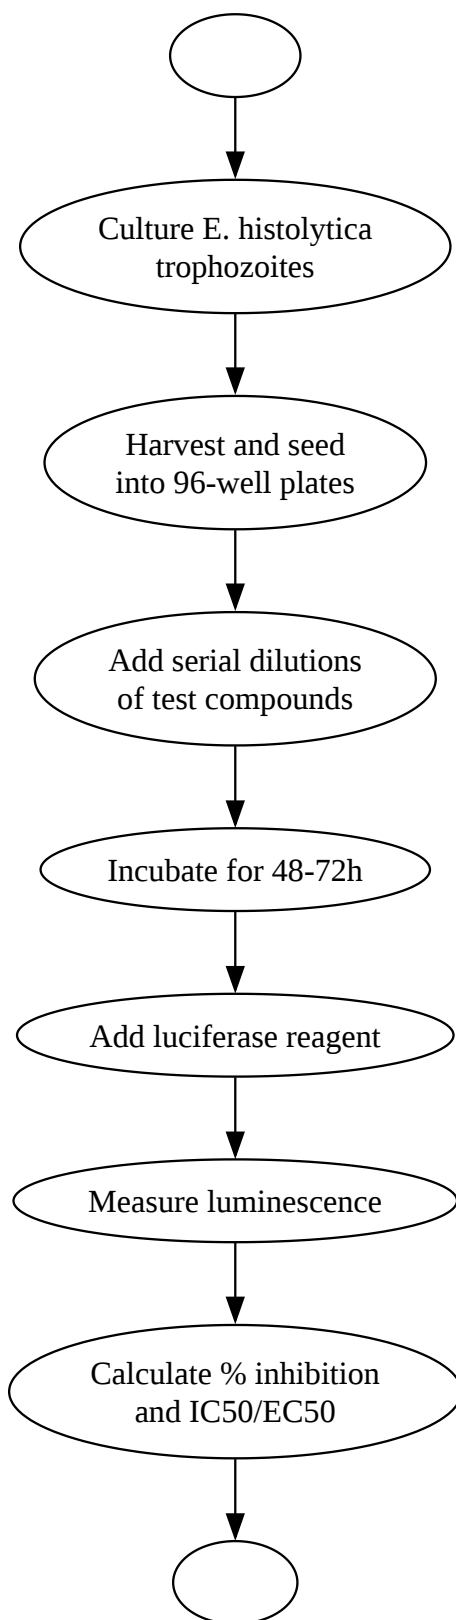 Culture E. histolytica
trophozoites
Harvest and seed
into 96-well plates
Add serial dilutions
of test compounds
Incubate for 48-72h
Add luciferase reagent
Measure luminescence
Calculate % inhibition
and IC50/EC50